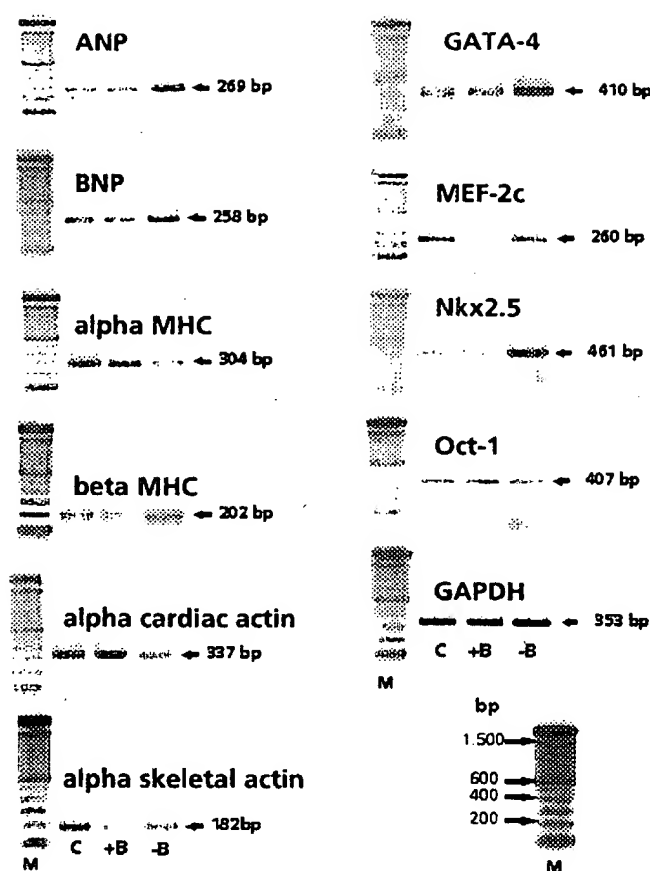 ANP
269 bp
BNP
258 bp
alpha MHC
304 bp
beta MHC
202 bp
alpha cardiac actin
337 bp
alpha skeletal actin
182bp
C +B -B
M
GATA-4
410 bp
MEF-2c
260 bp
Nkx2.5
461 bp
Oct-1
407 bp
GAPDH
953 bp
C +B -B
M
bp
1.500
600
400
200
M